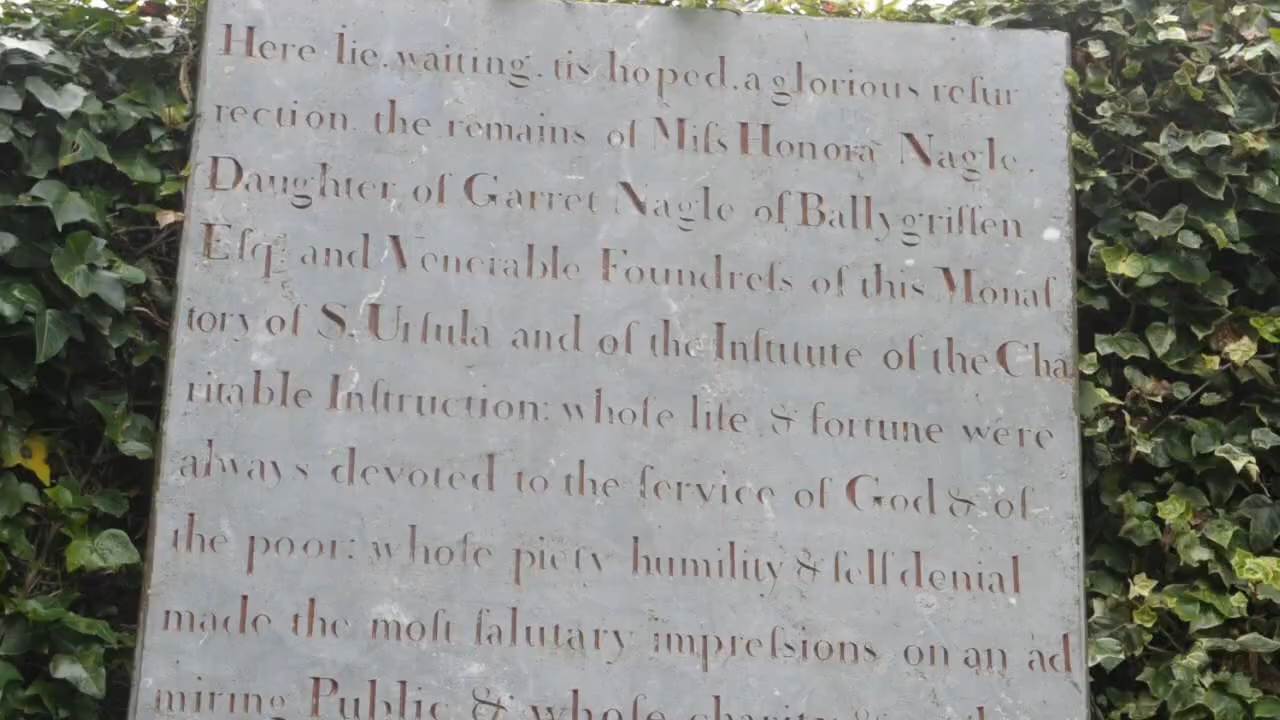 Here lie. waiting. tis hoped. a glorious reſur
rection. the remains of Miſs Honora Nagle.
Daughter of Garret Nagle of Ballygriffen
Eſqr. and Venerable Foundreſs of this Monaſ
tory of S. Urſula and of the Inſtitute of the Cha
ritable Inſtruction: whoſe life & fortune were
always devoted to the ſervice of God & of
the poor: whoſe piety humility & ſelf denial
made the moſt ſalutary impreſsions on an ad
miring Public & whoſe charity &